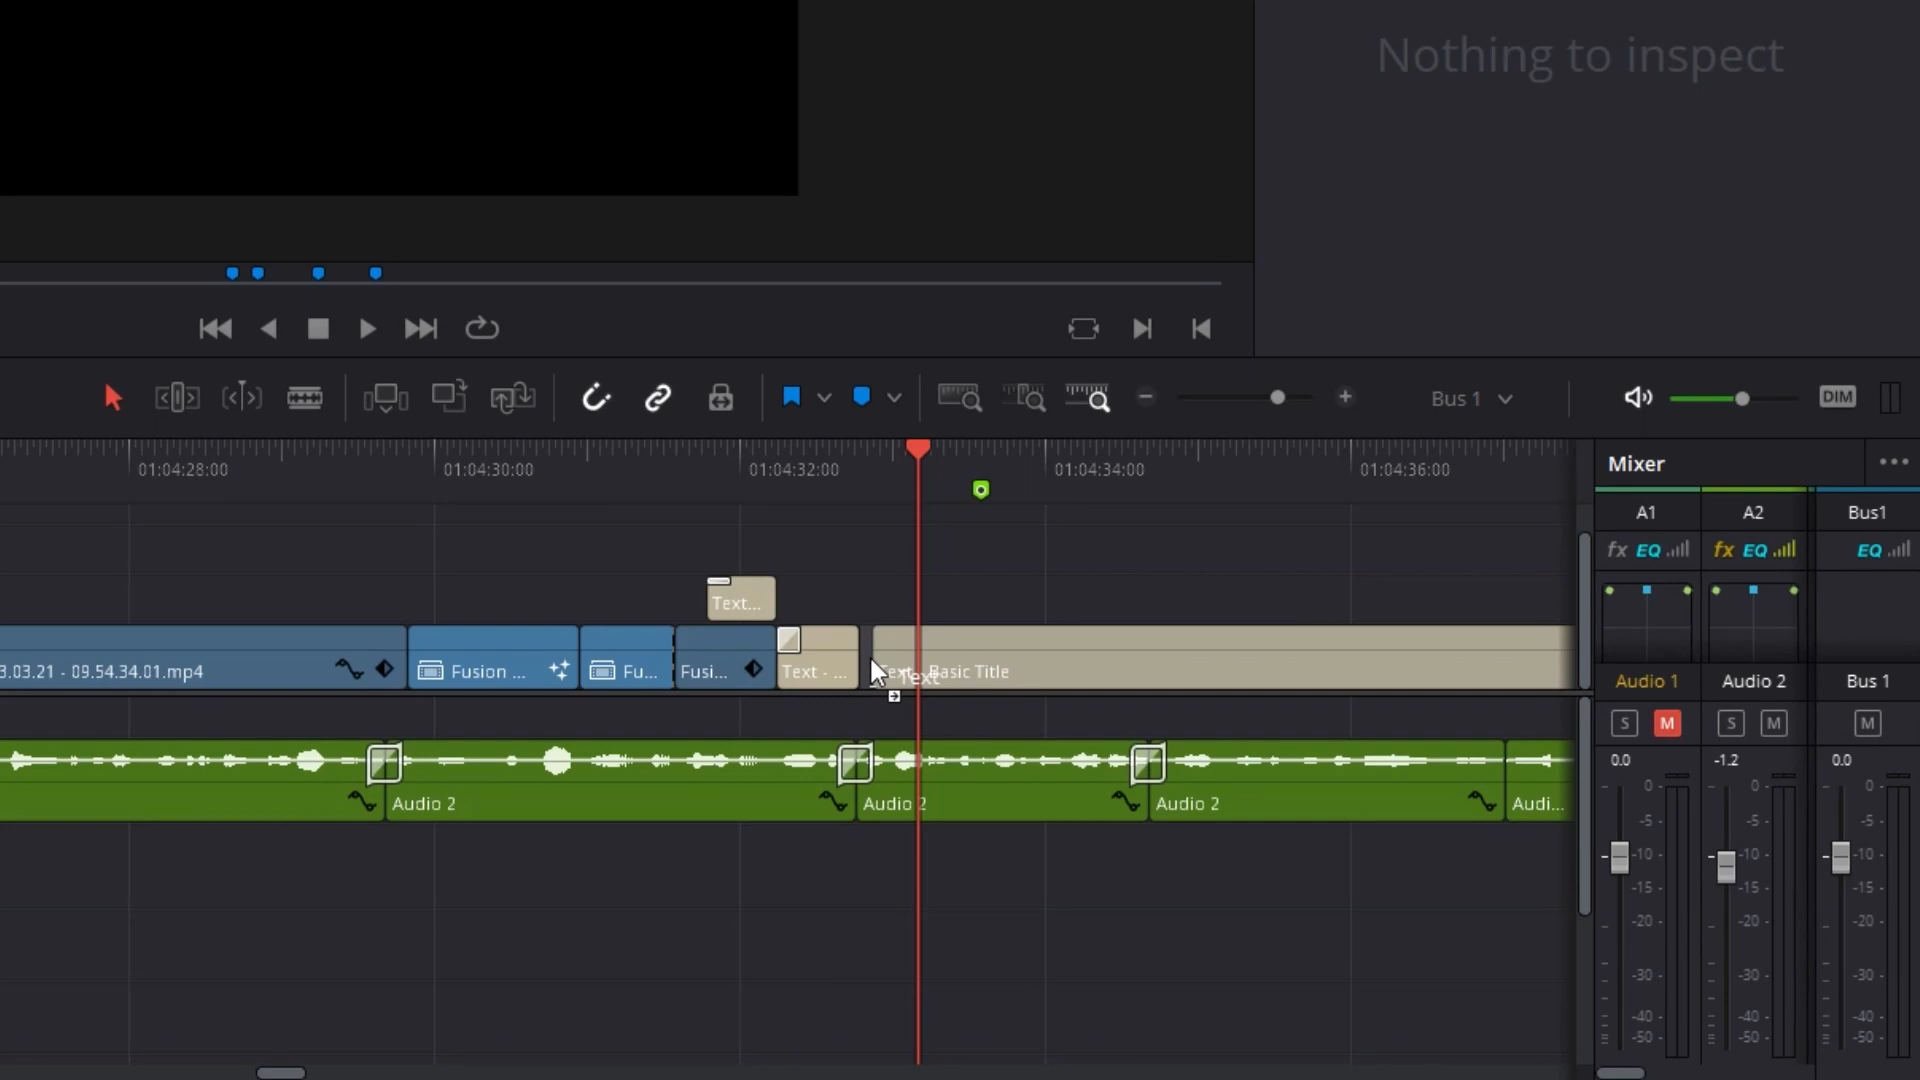 Nothing to inspect
Bus 1
DIM
01:04:28:00
01:04:30:00
01:04:32:00
01:04:34:00
01:04:36:00
Mixer
A1
A2
Bus1
fx EQ
fx EQ
EQ
Text...
3.03.21 - 09.54.34.01.mp4
Fusion ...
Fu...
Fusi...
Text - ...
Text - Basic Title
Text
Audio 1
Audio 2
Bus 1
S
M
S
M
M
0.0
-1.2
0.0
Audio 2
Audio 2
Audio 2
Audi...
0
-5
-10
-15
-20
-30
-40
-50
0
-5
-10
-15
-20
-30
-40
-50
0
-5
-10
-15
-20
-30
-40
-50